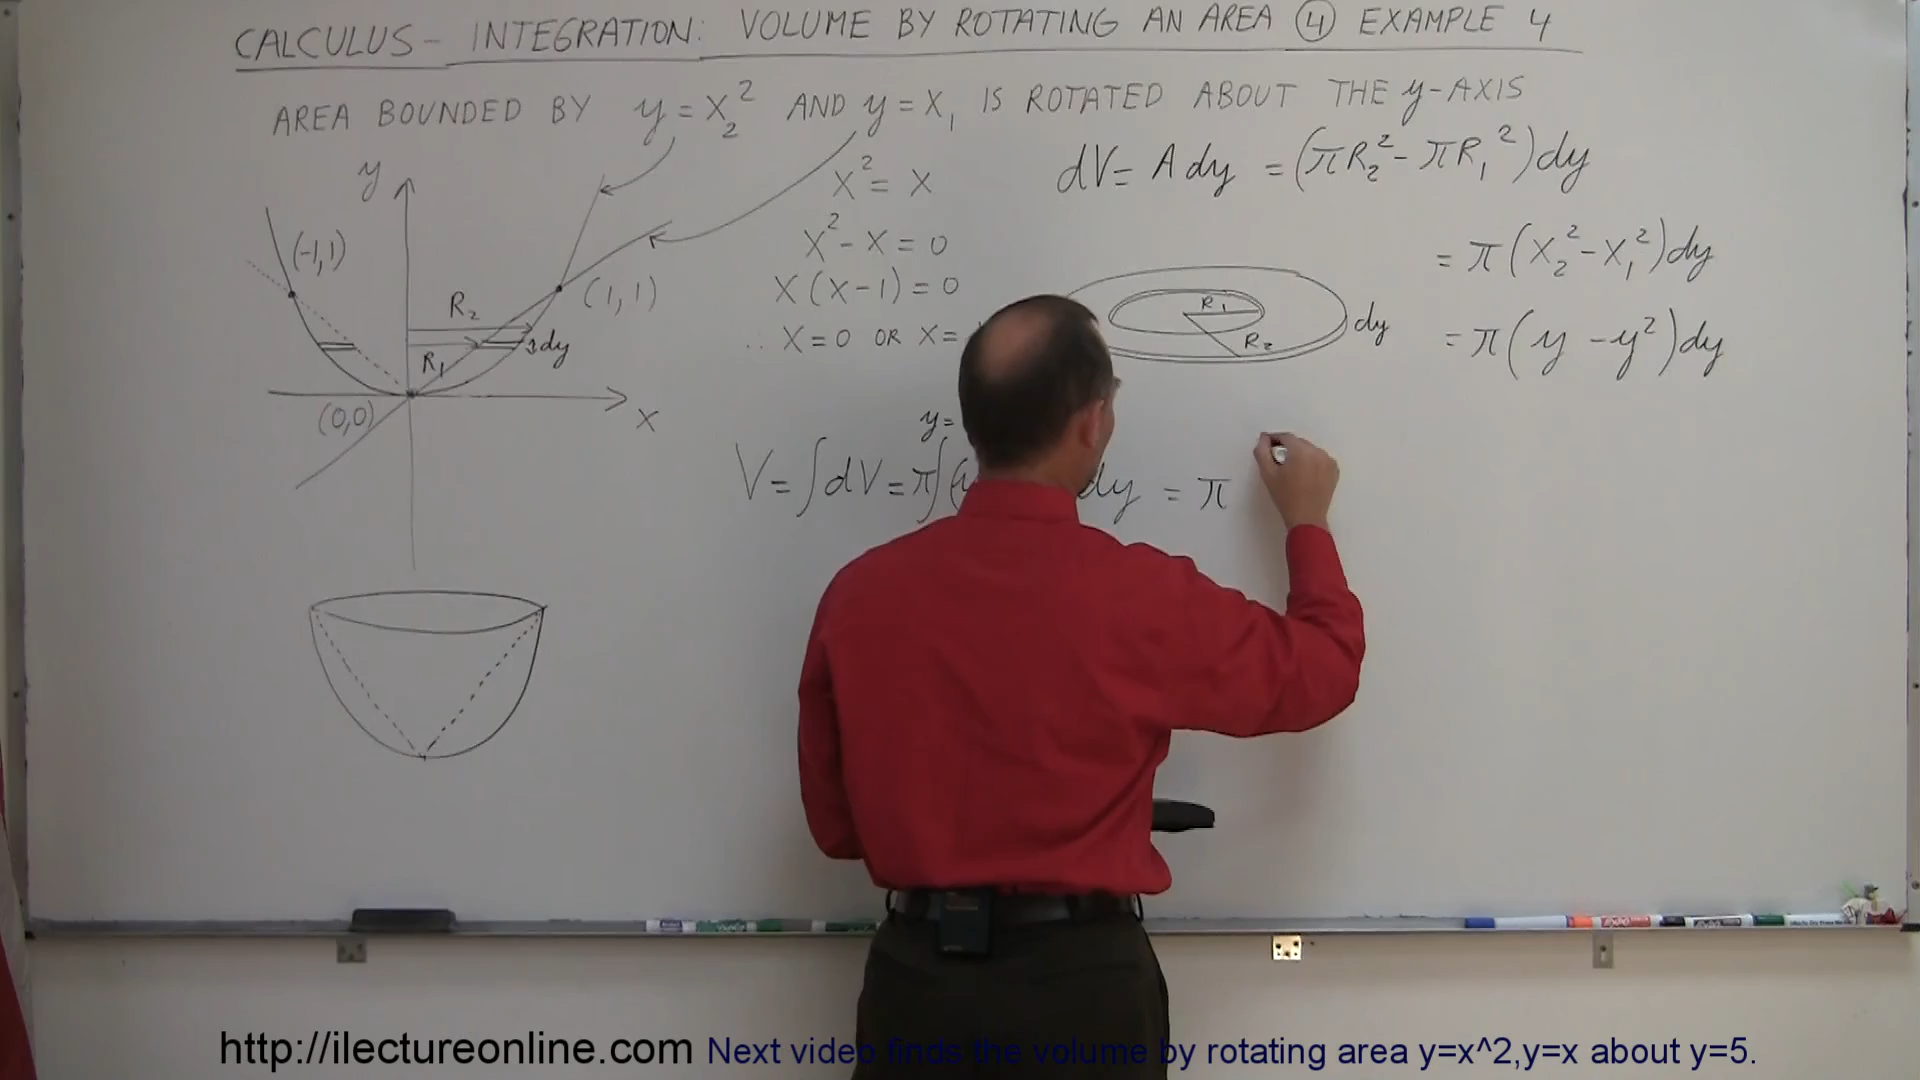 CALCULUS - INTEGRATION: VOLUME BY ROTATING AN AREA ④ EXAMPLE 4
AREA BOUNDED BY y = x₂² AND y = x₁ IS ROTATED ABOUT THE y-AXIS
dV = A dy = (πR₂² - πR₁²)dy
= π(x₂² - x₁²)dy
= π(y - y²)dy
x² = x
x² - x = 0
x(x-1) = 0
∴ x = 0 OR x =
y
(-1,1)
(1,1)
R₂
R₁
dy
(0,0)
x
R₁
R₂
dy
y=
V = ∫dV = π∫( dy = π
http://ilectureonline.com Next video finds the volume by rotating area y=x^2,y=x about y=5.